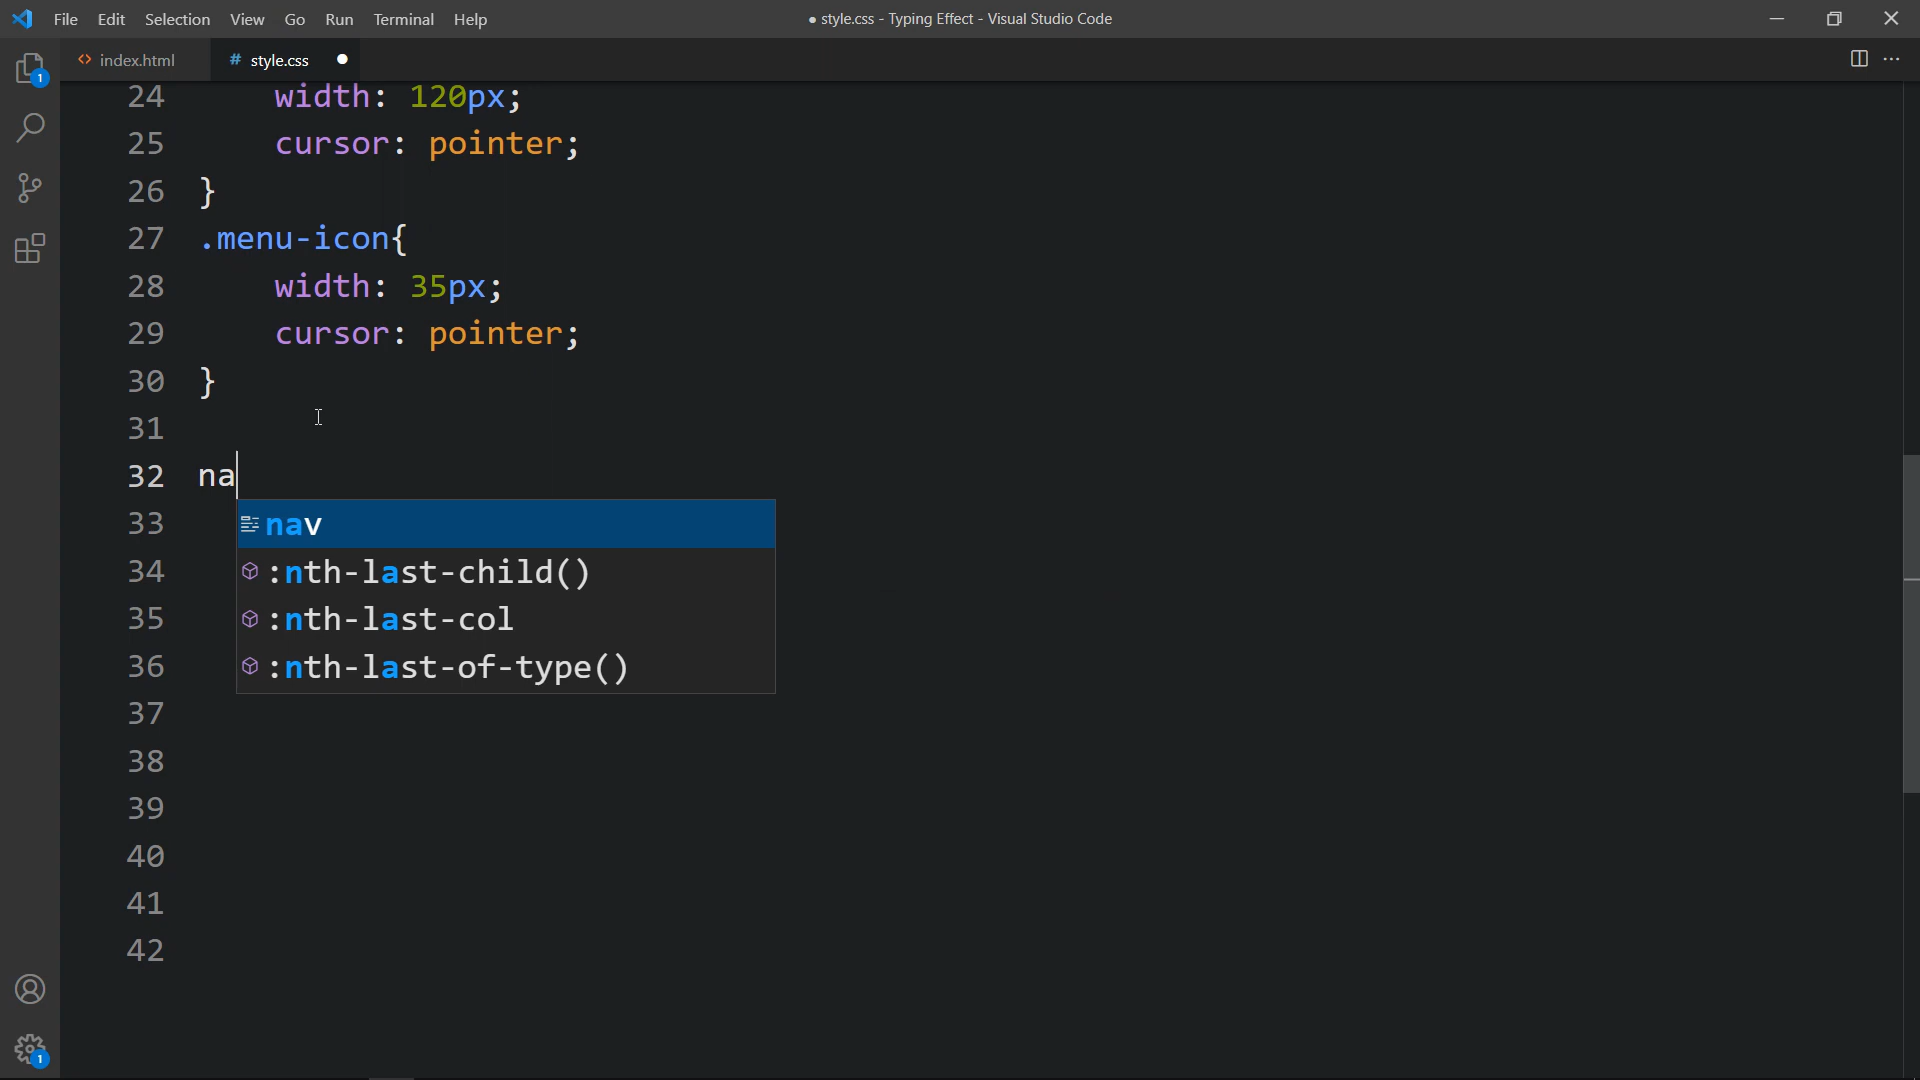 File Edit Selection View Go Run Terminal Help
● style.css - Typing Effect - Visual Studio Code
<> index.html
# style.css ●
1
24 width: 120px;
25 cursor: pointer;
26 }
27 .menu-icon{
28 width: 35px;
29 cursor: pointer;
30 }
31
32 na
33 nav
34 :nth-last-child()
35 :nth-last-col
36 :nth-last-of-type()
37
38
39
40
41
42
1